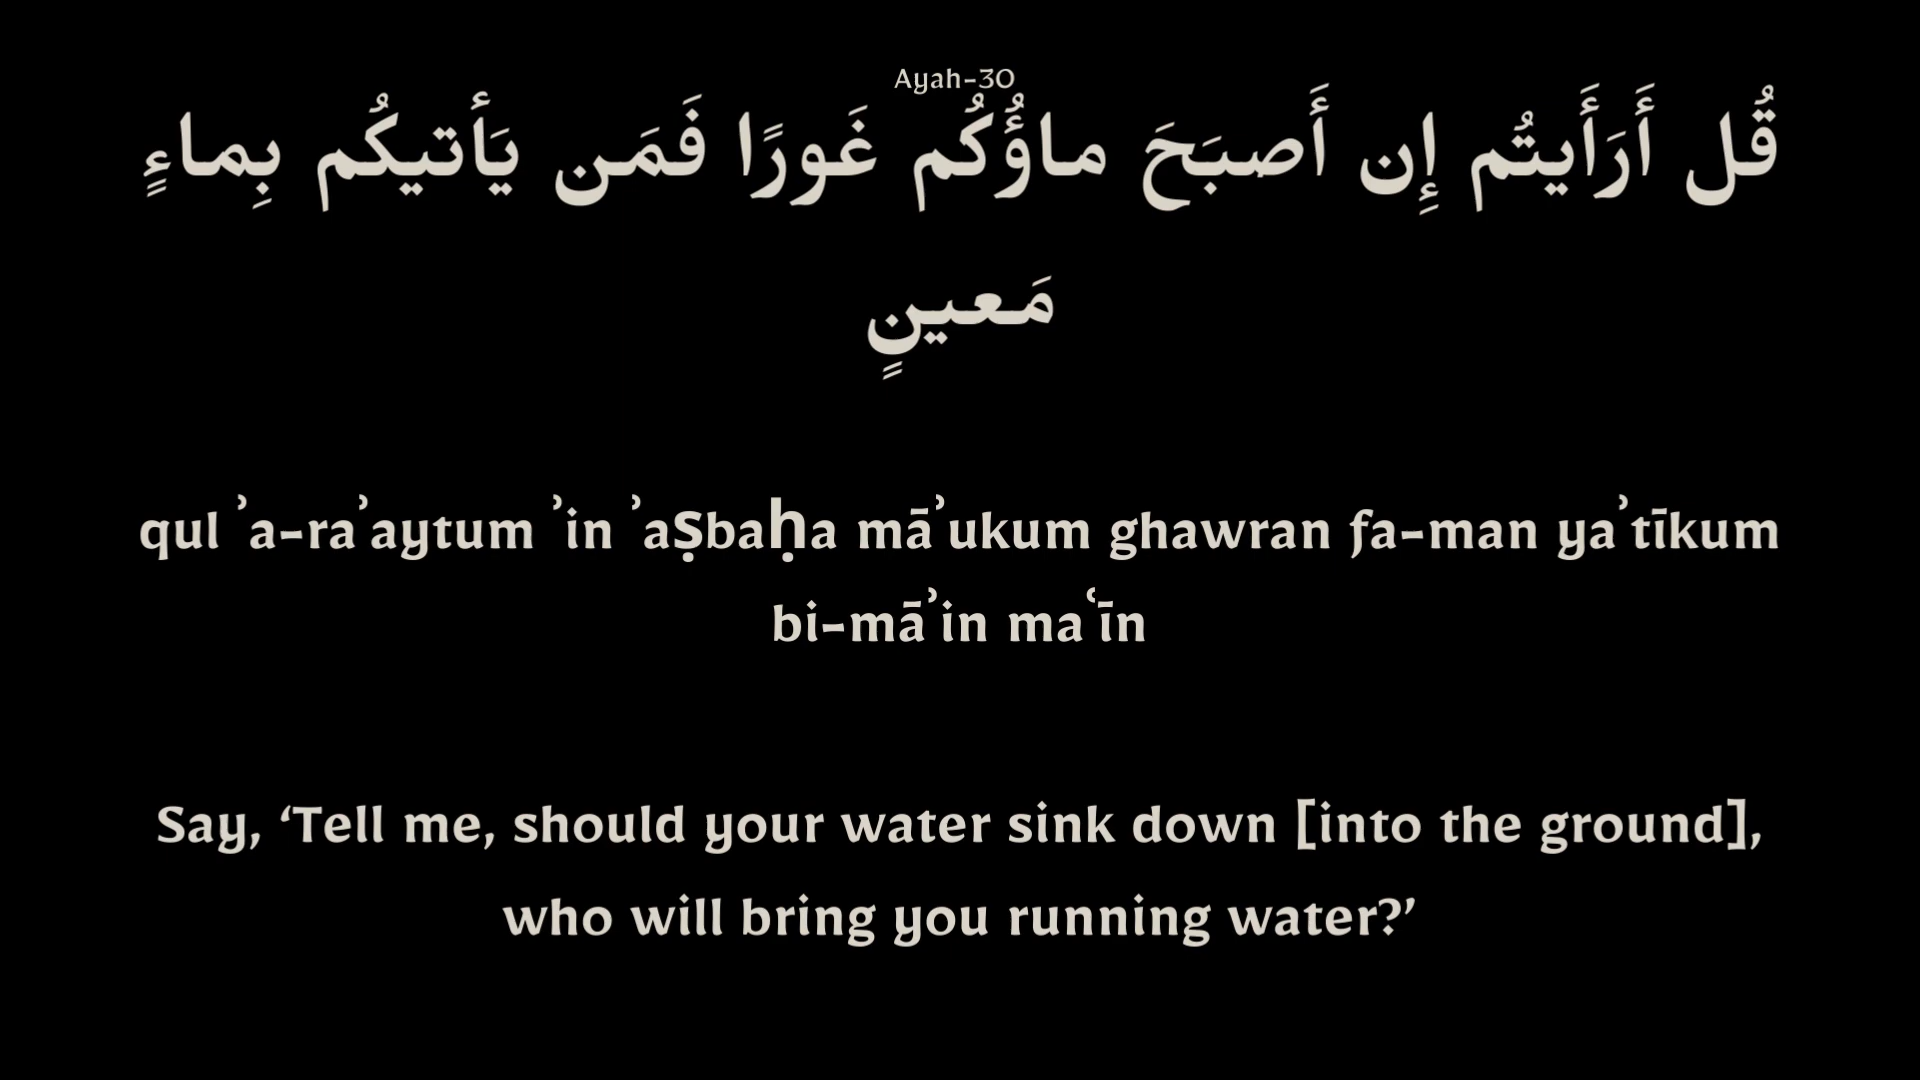 Ayah-30
قُل أَرَأَيتُم إِن أَصبَحَ ماؤُكُم غَورًا فَمَن يَأتيكُم بِماءٍ
مَعينٍ
qul ʾa-raʾaytum ʾin ʾaṣbaḥa māʾukum ghawran fa-man yaʾtīkum
bi-māʾin maʿīn
Say, ‘Tell me, should your water sink down [into the ground],
who will bring you running water?’